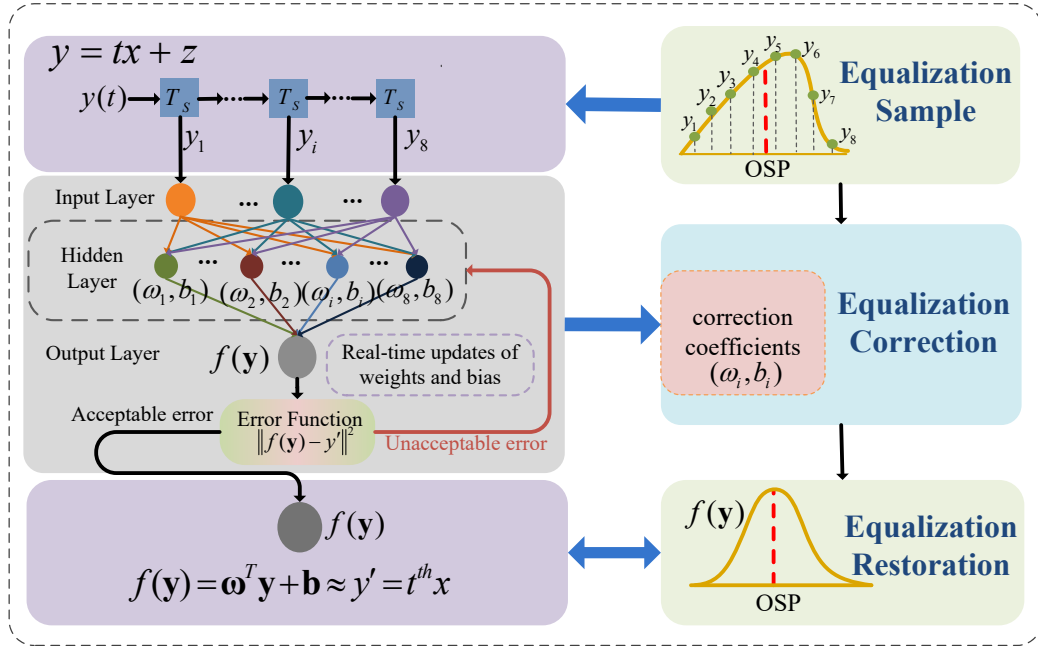 y = tx + z
y(t)
T_S
T_S
T_S
y_1
y_i
y_8
y_1
y_2
y_3
y_4
y_5
y_6
y_7
y_8
OSP
Equalization
Sample
Input Layer
...
...
Hidden
Layer
...
...
...
(ω_1, b_1)
(ω_2, b_2)
(ω_i, b_i)
(ω_8, b_8)
Output Layer
f(y)
Real-time updates of
weights and bias
Acceptable error
Error Function
‖f(y) − y′‖²
Unacceptable error
correction
coefficients
(ω_i, b_i)
Equalization
Correction
f(y)
f(y) = ω^T y + b ≈ y′ = t^{th} x
f(y)
OSP
Equalization
Restoration